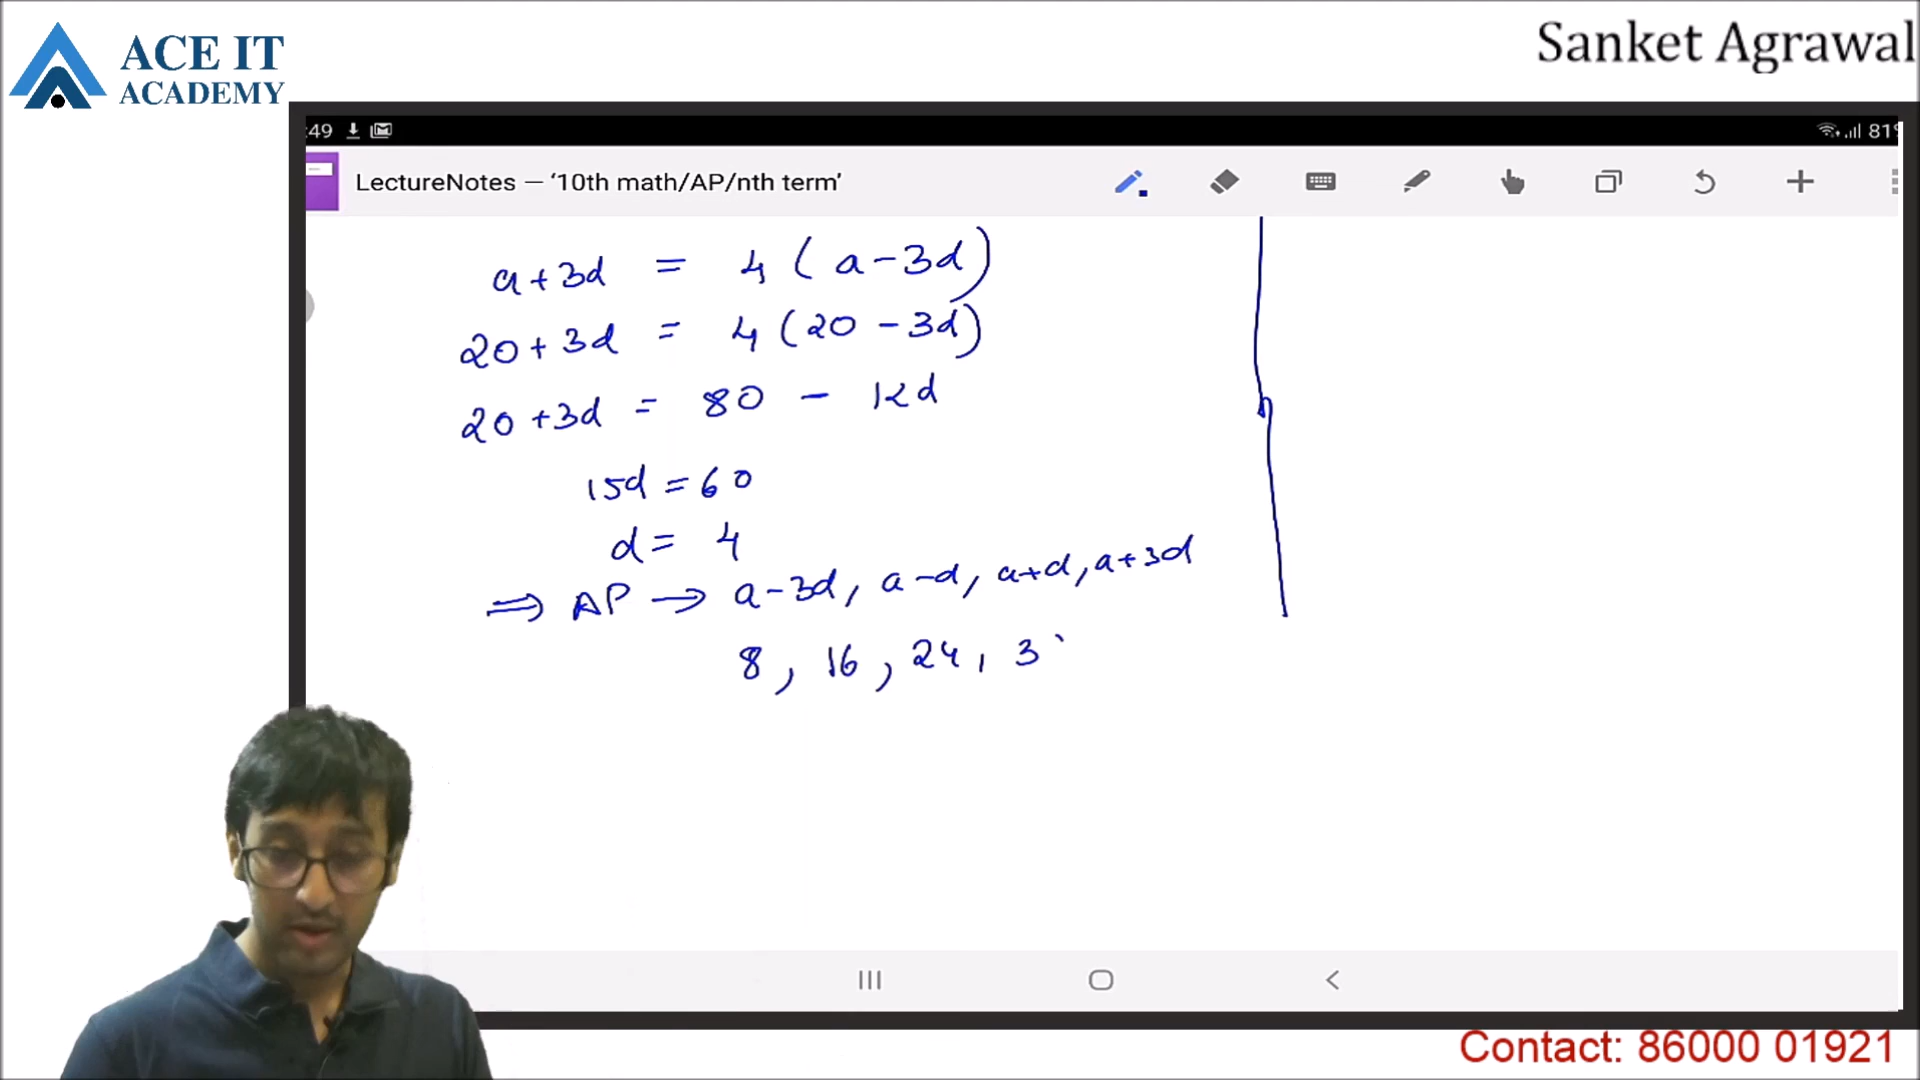 ACE IT
ACADEMY
Sanket Agrawal
:49
81%
LectureNotes — ‘10th math/AP/nth term’
a+3d = 4 ( a-3d)
20+3d = 4 (20 - 3d)
20+3d = 80 - 12d
15d = 60
d = 4
⇒ AP → a-3d, a-d, a+d, a+3d
8, 16, 24, 3
Contact: 86000 01921